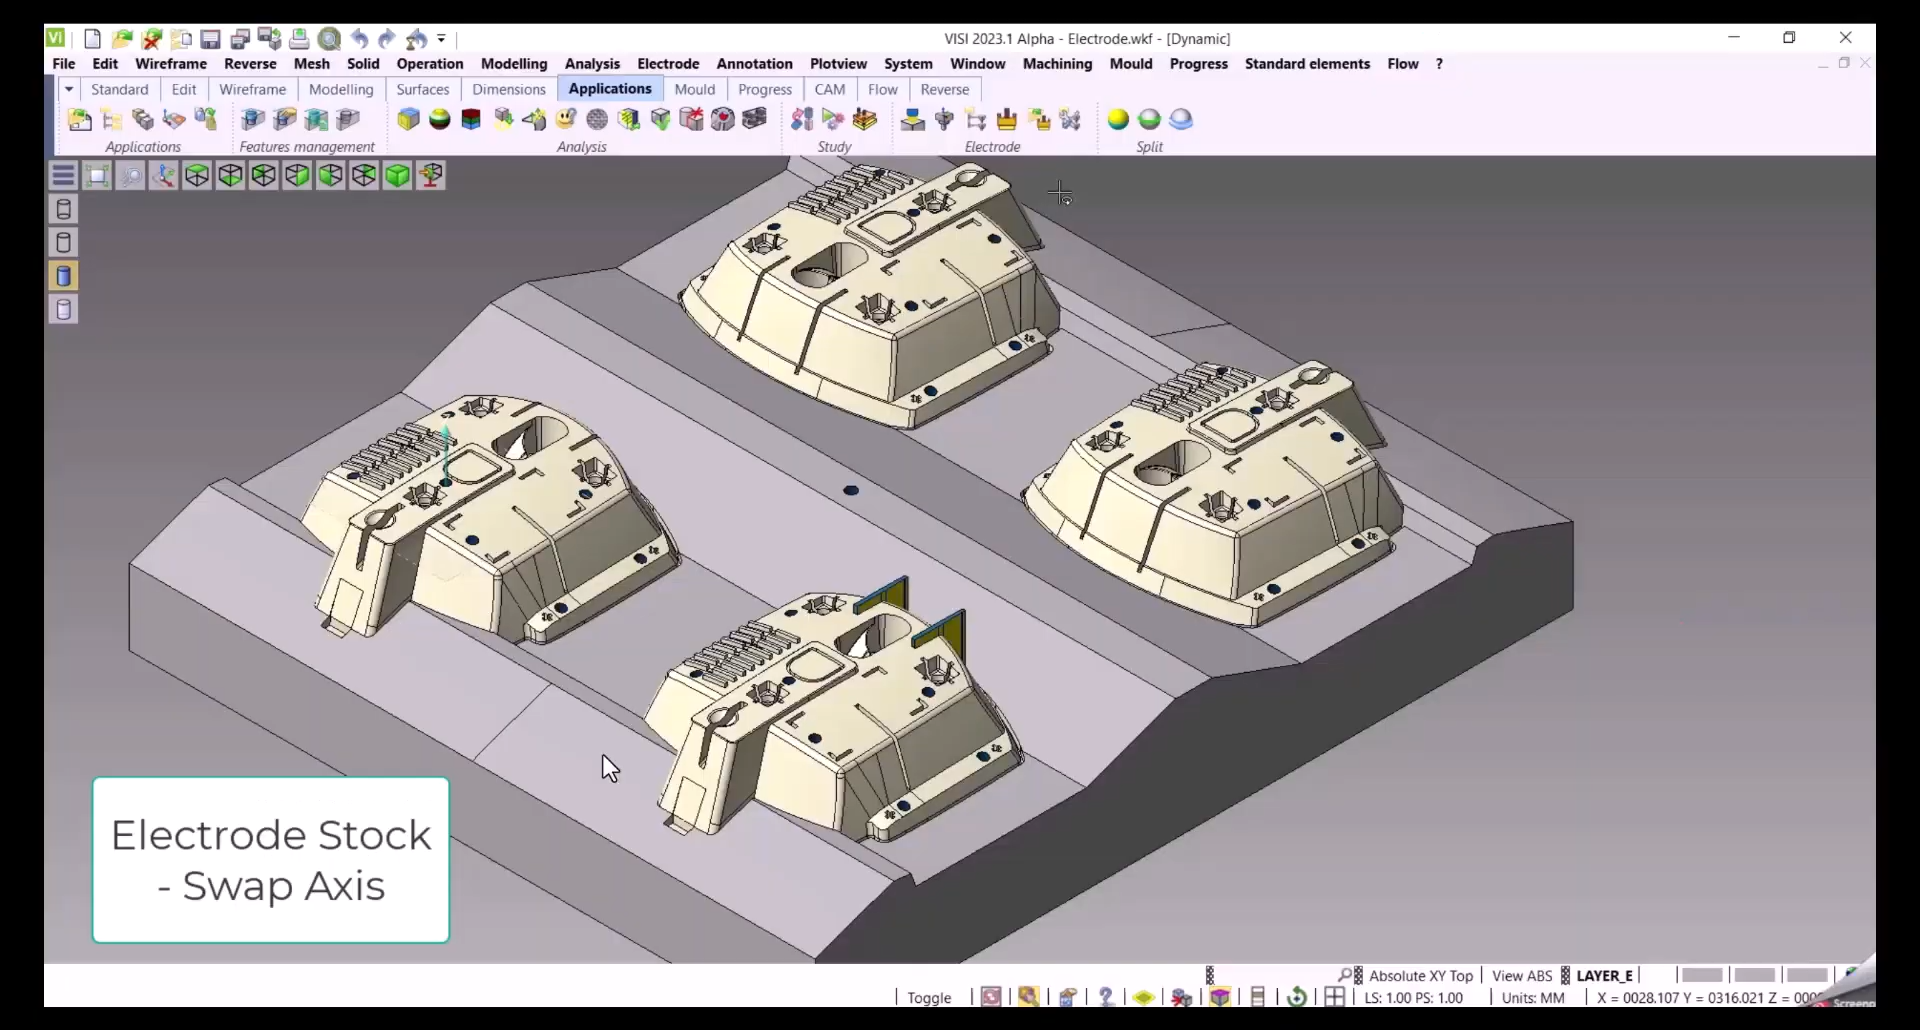 VISI 2023.1 Alpha - Electrode.wkf - [Dynamic]
File Edit Wireframe Reverse Mesh Solid Operation Modelling Analysis Electrode Annotation Plotview System Window Machining Mould Progress Standard elements Flow ?
Standard Edit Wireframe Modelling Surfaces Dimensions Applications Mould Progress CAM Flow Reverse
Applications Features management Analysis Study Electrode Split
Electrode Stock
- Swap Axis
Absolute XY Top View ABS LAYER_E
Toggle LS: 1.00 PS: 1.00 Units: MM X = 0028.107 Y = 0316.021 Z =